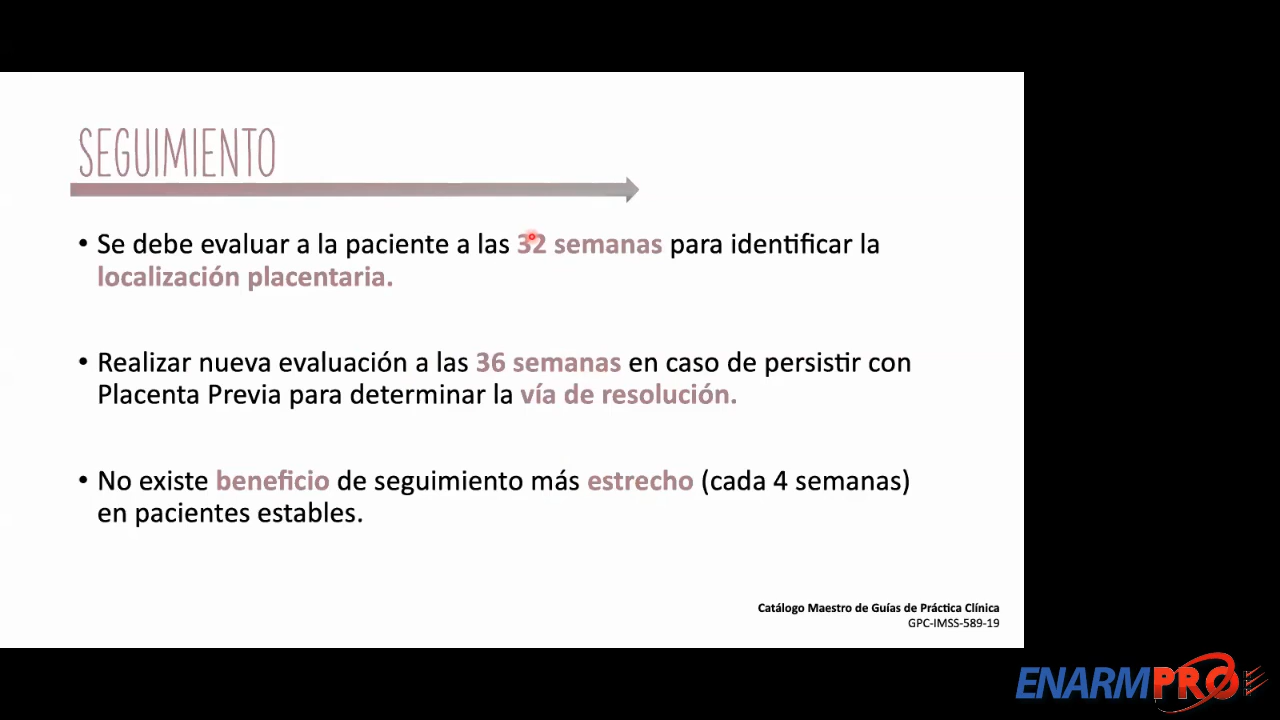 SEGUIMIENTO
• Se debe evaluar a la paciente a las 32 semanas para identificar la
localización placentaria.
• Realizar nueva evaluación a las 36 semanas en caso de persistir con
Placenta Previa para determinar la vía de resolución.
• No existe beneficio de seguimiento más estrecho (cada 4 semanas)
en pacientes estables.
Catálogo Maestro de Guías de Práctica Clínica
GPC-IMSS-589-19
ENARMPRO